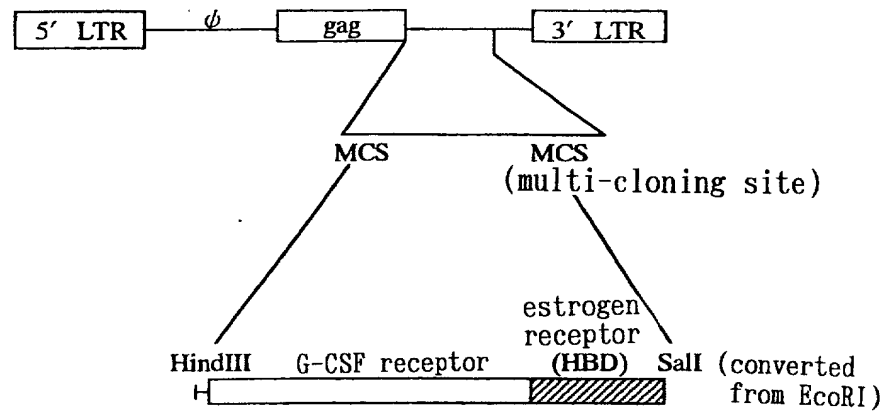 5′ LTR ψ gag 3′ LTR
MCS MCS
(multi-cloning site)
estrogen
receptor
HindIII G-CSF receptor (HBD) SalI (converted
from EcoRI)